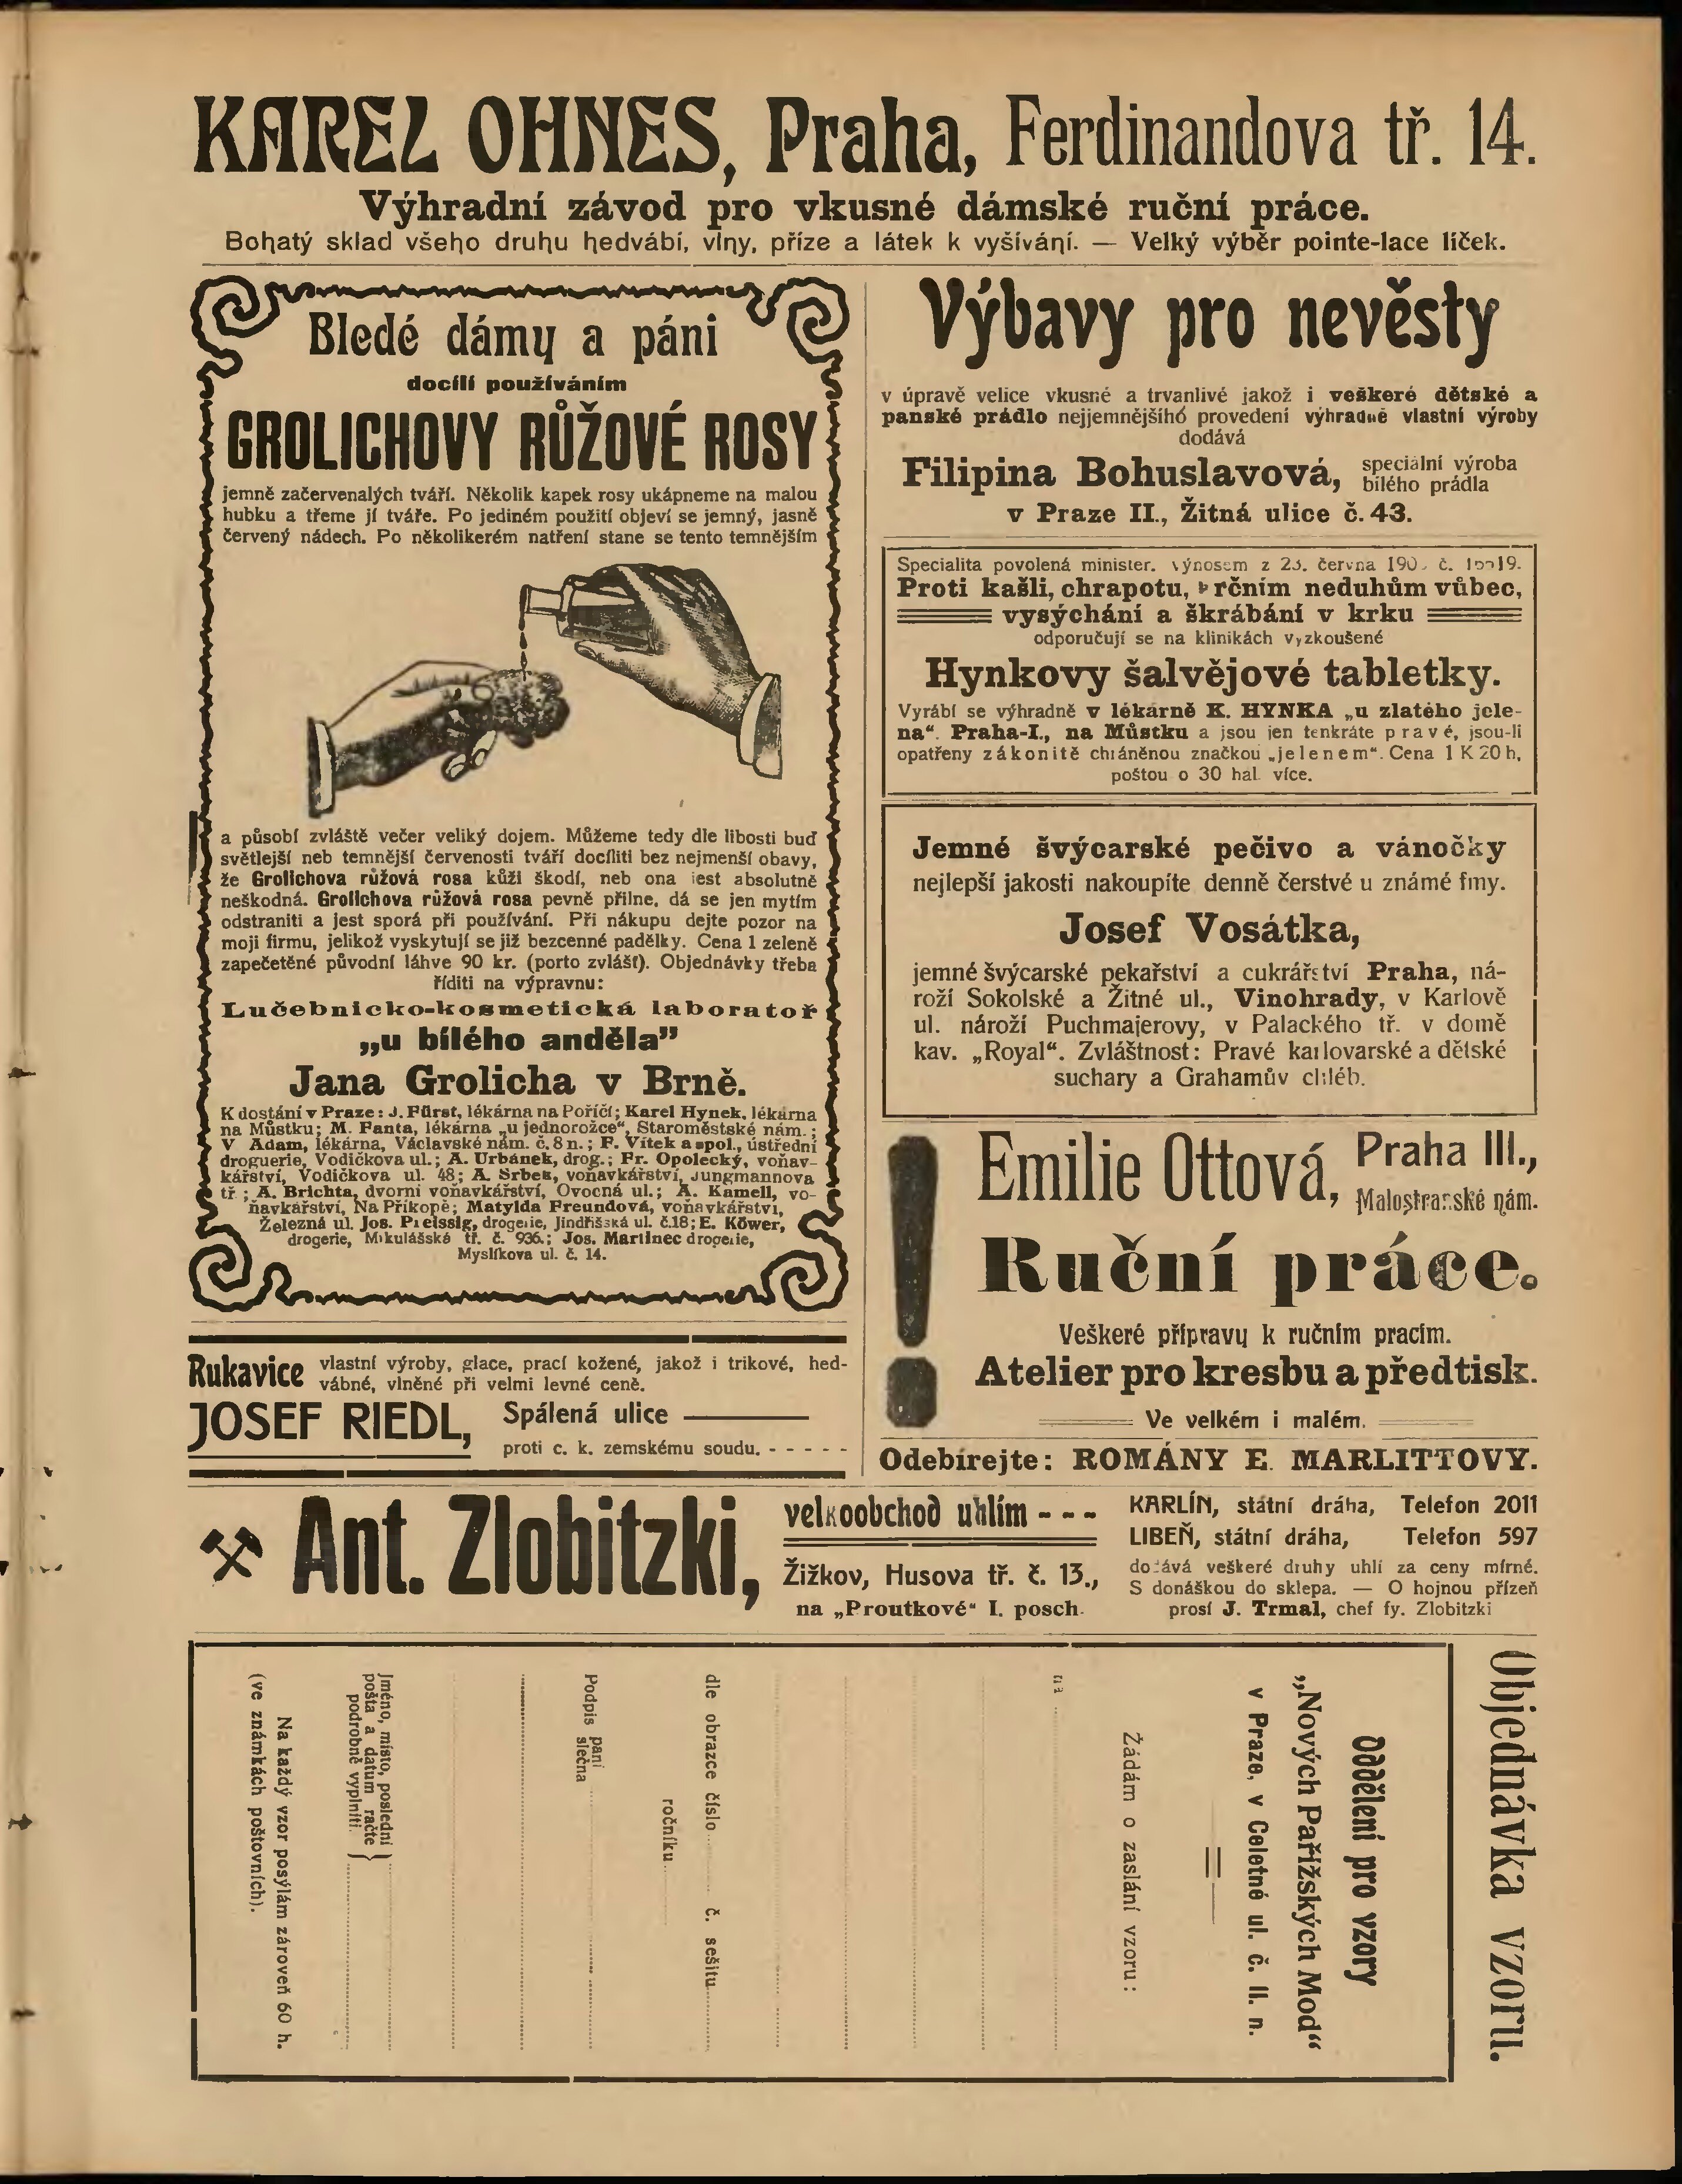 KAREL OHNES, Praha, Ferdinandova tř. 14.
Výhradní závod pro vkusné dámské ruční práce.
Bohatý sklad všeho druhu hedvábí, vlny, příze a látek k vyšívání. — Velký výběr pointe-lace líček.
Bledé dámy a páni
docílí používáním
GROLICHOVY RŮŽOVÉ ROSY
jemně začervenalých tváří. Několik kapek rosy ukápneme na malou
hubku a třeme jí tváře. Po jediném použití objeví se jemný, jasně
červený nádech. Po několikerém natření stane se tento temnějším
a působí zvláště večer veliký dojem. Můžeme tedy dle libosti buď
světlejší neb temnější červenosti tváří docíliti bez nejmenší obavy,
že Grolichova růžová rosa kůži škodí, neb ona jest absolutně
neškodná. Grolichova růžová rosa pevně přilne, dá se jen mytím
odstraniti a jest sporá při používání. Při nákupu dejte pozor na
moji firmu, jelikož vyskytují se již bezcenné padělky. Cena 1 zeleně
zapečetěné původní láhve 90 kr. (porto zvlášť). Objednávky třeba
říditi na výpravnu:
Lučebnicko-kosmetická laboratoř
„u bílého anděla”
Jana Grolicha v Brně.
K dostání v Praze: J. Fürst, lékárna na Poříčí; Karel Hynek, lékárna
na Můstku; M. Fanta, lékárna „u jednorožce“, Staroměstské nám.;
V Adam, lékárna, Václavské nám. č. 8 n.; F. Vítek a spol., ústřední
droguerie, Vodičkova ul.; A. Urbánek, drog.; Fr. Opolecký, voňav-
kářství, Vodičkova ul. 48; A. Srbek, voňavkářství, Jungmannova
tř.; A. Brichta, dvorní voňavkářství, Ovocná ul.; A. Kamell, vo-
ňavkářství, Na Příkopě; Matylda Freundová, voňavkářství,
Železná ul. Jos. Pleissig, drogerie, Jindřišská ul. č. 18; E. Köwer,
drogerie, Mikulášské tř. č. 936.; Jos. Martinec drogerie,
Myslíkova ul. č. 14.
Rukavice vlastní výroby, glace, prací kožené, jakož i trikové, hed-
vábné, vlněné při velmi levné ceně.
JOSEF RIEDL, Spálená ulice
proti c. k. zemskému soudu. - - - - -
Výbavy pro nevěsty
v úpravě velice vkusné a trvanlivé jakož i veškeré dětské a
panské prádlo nejjemnějšího provedení výhradně vlastní výroby
dodává
Filipina Bohuslavová, speciální výroba
bílého prádla
v Praze II., Žitná ulice č. 43.
Specialita povolená minister. výnosem z 23. června 190 č.
Proti kašli, chrapotu, krčním neduhům vůbec,
vysýchání a škrábání v krku
odporučují se na klinikách vyzkoušené
Hynkovy šalvějové tabletky.
Vyrábí se výhradně v lékárně K. HYNKA „u zlatého jele-
na“. Praha-I., na Můstku a jsou jen tenkráte pravé, jsou-li
opatřeny zákonitě chráněnou značkou „jelenem“. Cena 1 K 20 h,
poštou o 30 hal. více.
Jemné švýcarské pečivo a vánočky
nejlepší jakosti nakoupíte denně čerstvé u známé fmy.
Josef Vosátka,
jemné švýcarské pekařství a cukrářství Praha, ná-
roží Sokolské a Žitné ul., Vinohrady, v Karlově
ul. nároží Puchmajerovy, v Palackého tř. v domě
kav. „Royal“. Zvláštnost: Pravé karlovarské a dětské
suchary a Grahamův chléb.
! Emilie Ottová, Praha III.,
Malostranské nám.
Ruční práce.
Veškeré přípravy k ručním pracím.
Atelier pro kresbu a předtisk.
Ve velkém i malém.
Odebírejte: ROMÁNY E. MARLITTOVY.
Ant. Zlobitzki,
velkoobchod uhlím - - -
Žižkov, Husova tř. č. 13.,
na „Proutkové“ I. posch.
KARLÍN, státní dráha, Telefon 2011
LIBEŇ, státní dráha, Telefon 597
dodává veškeré druhy uhlí za ceny mírné.
S donáškou do sklepa. — O hojnou přízeň
prosí J. Trmal, chef fy. Zlobitzki
Objednávka vzoru.
Oddělení pro vzory
„Nových Pařížských Mod“
v Praze, v Celetné ul. č. 11. n.
Žádám o zaslání vzoru:
na
dle obrazce číslo č. sešitu
ročníku
Podpis paní
slečna
Jméno, místo, poslední
pošta a datum račte
podrobně vyplniti. }
Na každý vzor posýlám zároveň 60 h.
(ve známkách poštovních).